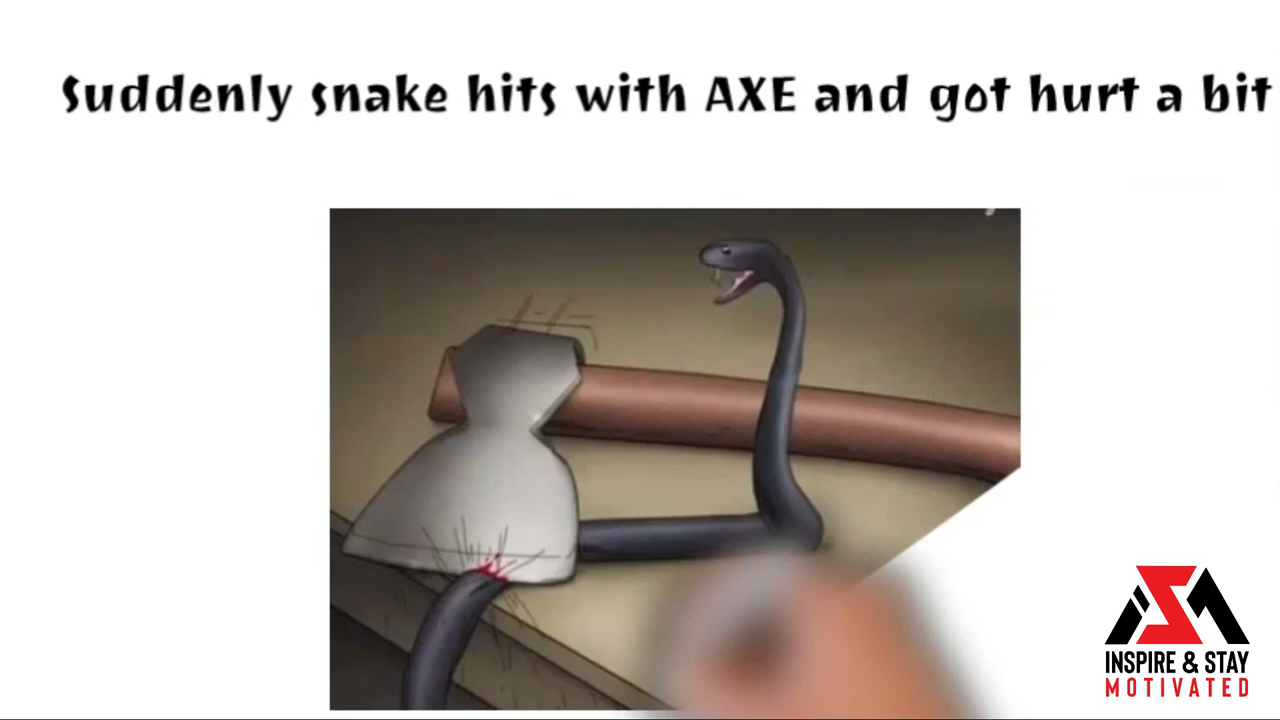 Suddenly snake hits with AXE and got hurt a bit
INSPIRE & STAY
MOTIVATED